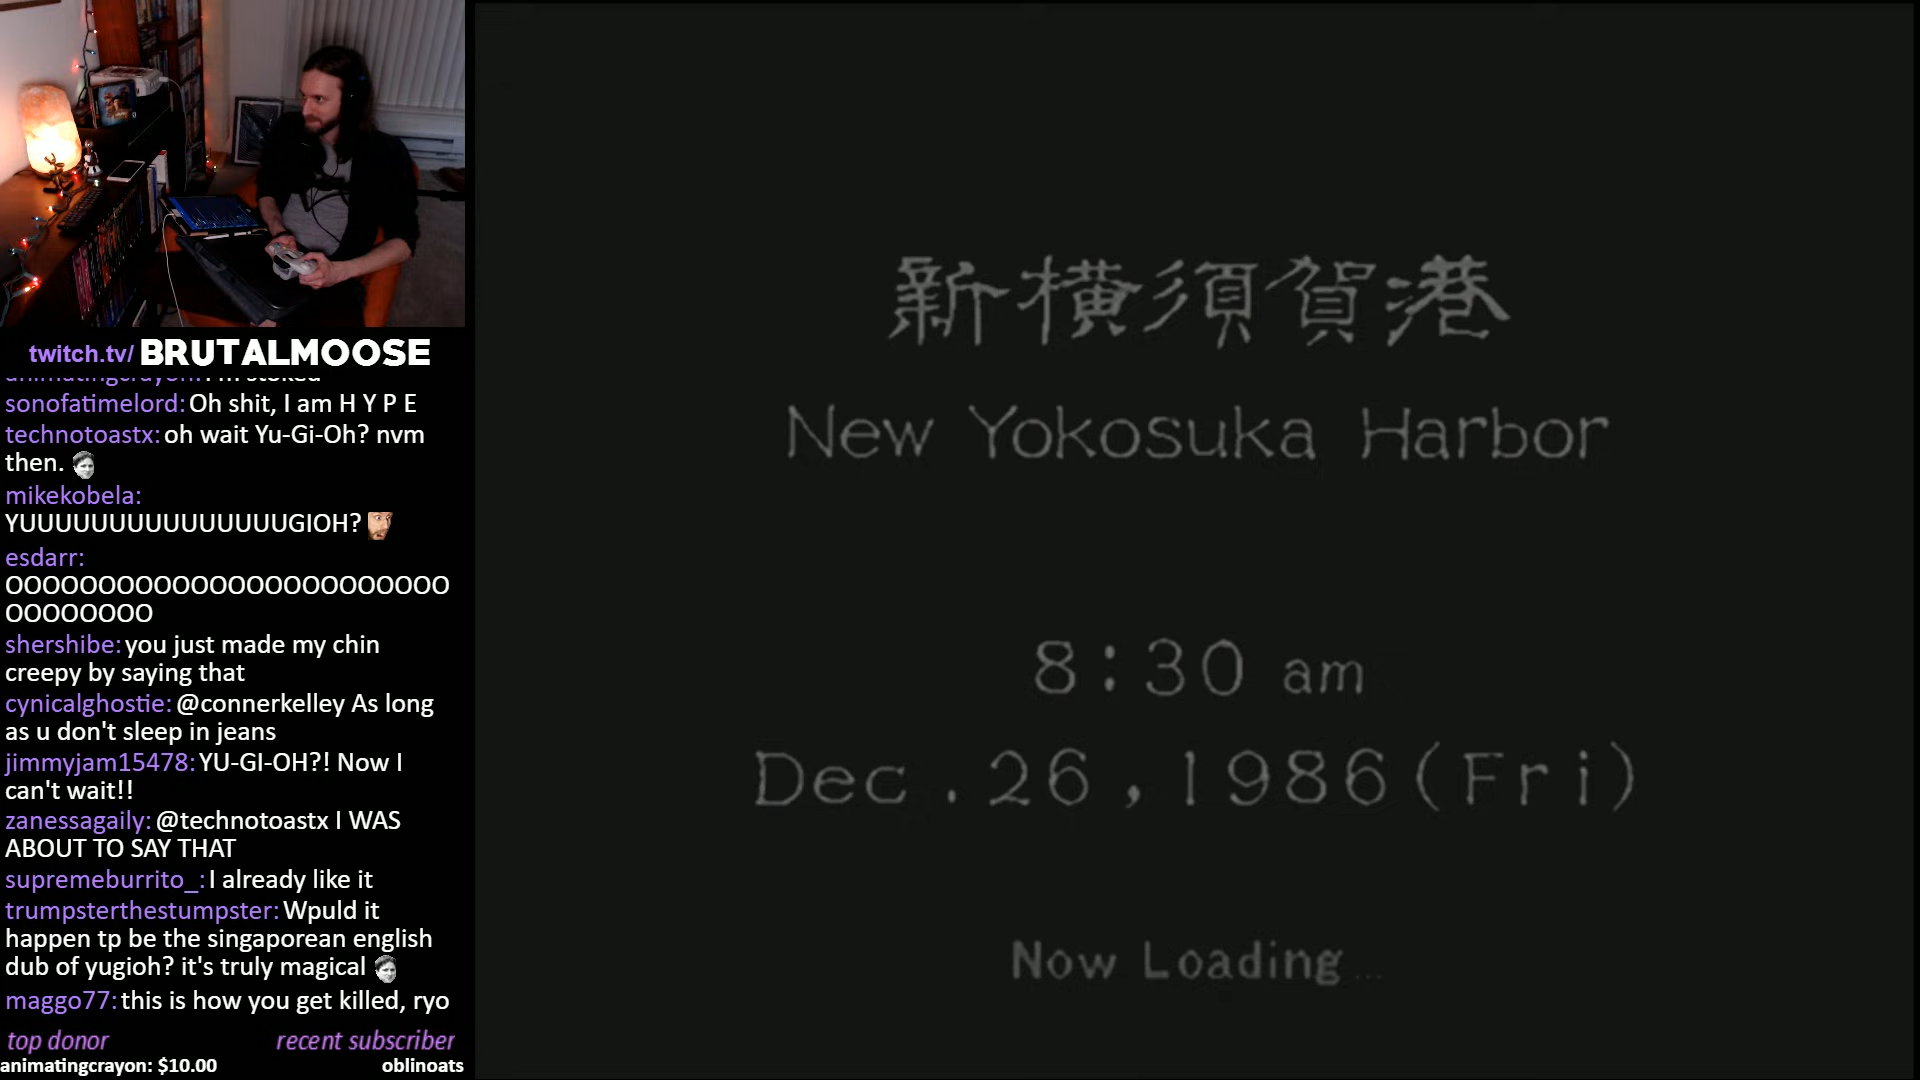 twitch.tv/ BRUTALMOOSE
sonofatimelord: Oh shit, I am H Y P E
technotoastx: oh wait Yu-Gi-Oh? nvm
then.
mikekobela:
YUUUUUUUUUUUUUUUGIOH?
esdarr:
OOOOOOOOOOOOOOOOOOOOOOOO
OOOOOOOO
shershibe: you just made my chin
creepy by saying that
cynicalghostie: @connerkelley As long
as u don't sleep in jeans
jimmyjam15478: YU-GI-OH?! Now I
can't wait!!
zanessagaily: @technotoastx I WAS
ABOUT TO SAY THAT
supremeburrito_: I already like it
trumpsterthestumpster: Wpuld it
happen tp be the singaporean english
dub of yugioh? it's truly magical
maggo77: this is how you get killed, ryo
top donor
recent subscriber
animatingcrayon: $10.00
oblinoats
新横須賀港
New Yokosuka Harbor
8:30 am
Dec.26,1986(Fri)
Now Loading...